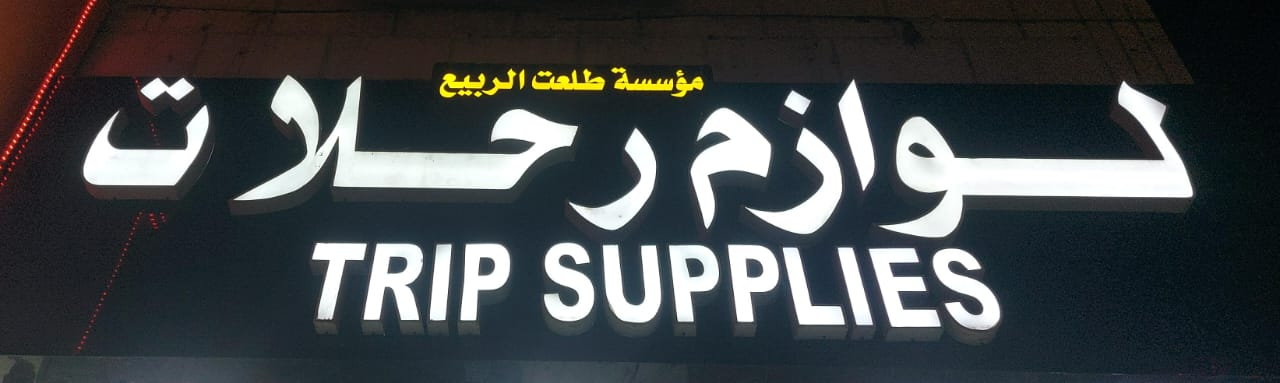 مؤسسة طلعت الربيع
لوازم رحلات
TRIP SUPPLIES